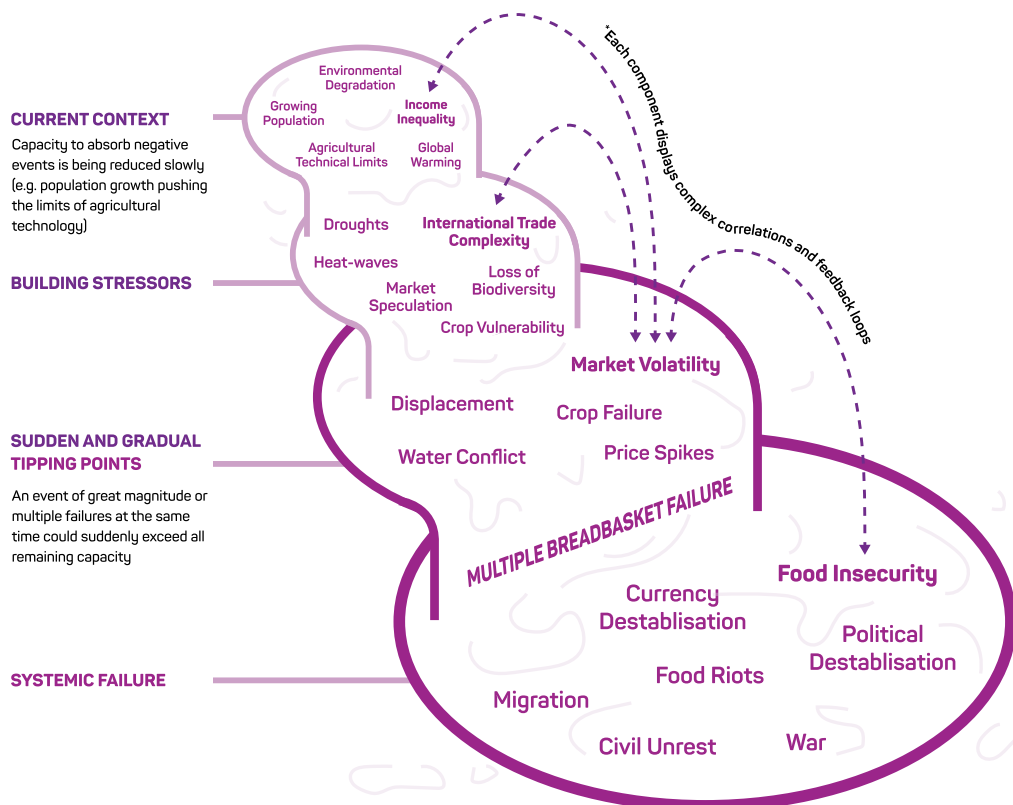 *Each component displays complex correlations and feedback loops
CURRENT CONTEXT
Capacity to absorb negative
events is being reduced slowly
(e.g. population growth pushing
the limits of agricultural
technology)
Environmental
Degradation
Growing
Population
Income
Inequality
Agricultural
Technical Limits
Global
Warming
BUILDING STRESSORS
Droughts
International Trade
Complexity
Heat-waves
Loss of
Biodiversity
Market
Speculation
Crop Vulnerability
SUDDEN AND GRADUAL
TIPPING POINTS
An event of great magnitude or
multiple failures at the same
time could suddenly exceed all
remaining capacity
Market Volatility
Displacement
Crop Failure
Water Conflict
Price Spikes
MULTIPLE BREADBASKET FAILURE
SYSTEMIC FAILURE
Food Insecurity
Currency
Destablisation
Political
Destablisation
Food Riots
Migration
Civil Unrest
War